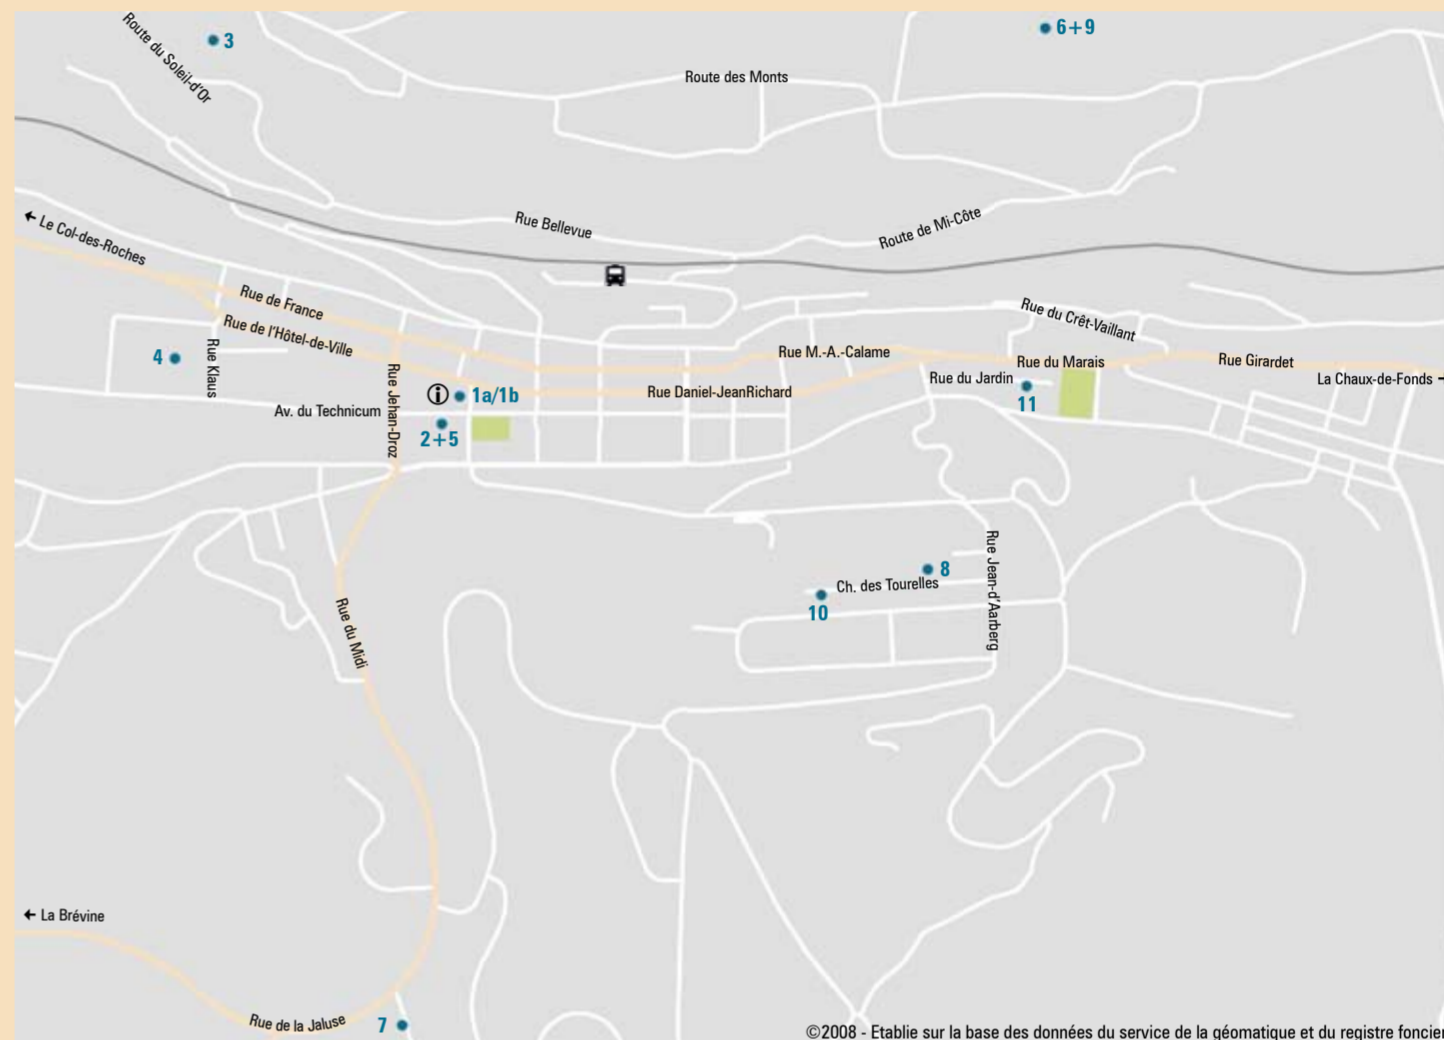 Route du Soleil-d'Or
3
6+9
Route des Monts
← Le Col-des-Roches
Rue Bellevue
Route de Mi-Côte
Rue de France
Rue de l'Hôtel-de-Ville
Rue du Crêt-Vaillant
4
Rue Klaus
Rue M.-A.-Calame
Rue du Marais
Rue Girardet
Rue Jehan-Droz
i
1a/1b
Rue Daniel-JeanRichard
Rue du Jardin
La Chaux-de-Fonds
Av. du Technicum
11
2+5
Rue Jean-d'Aarberg
8
Ch. des Tourelles
10
Rue du Midi
← La Brévine
Rue de la Jaluse
7
©2008 - Etablie sur la base des données du service de la géomatique et du registre foncier